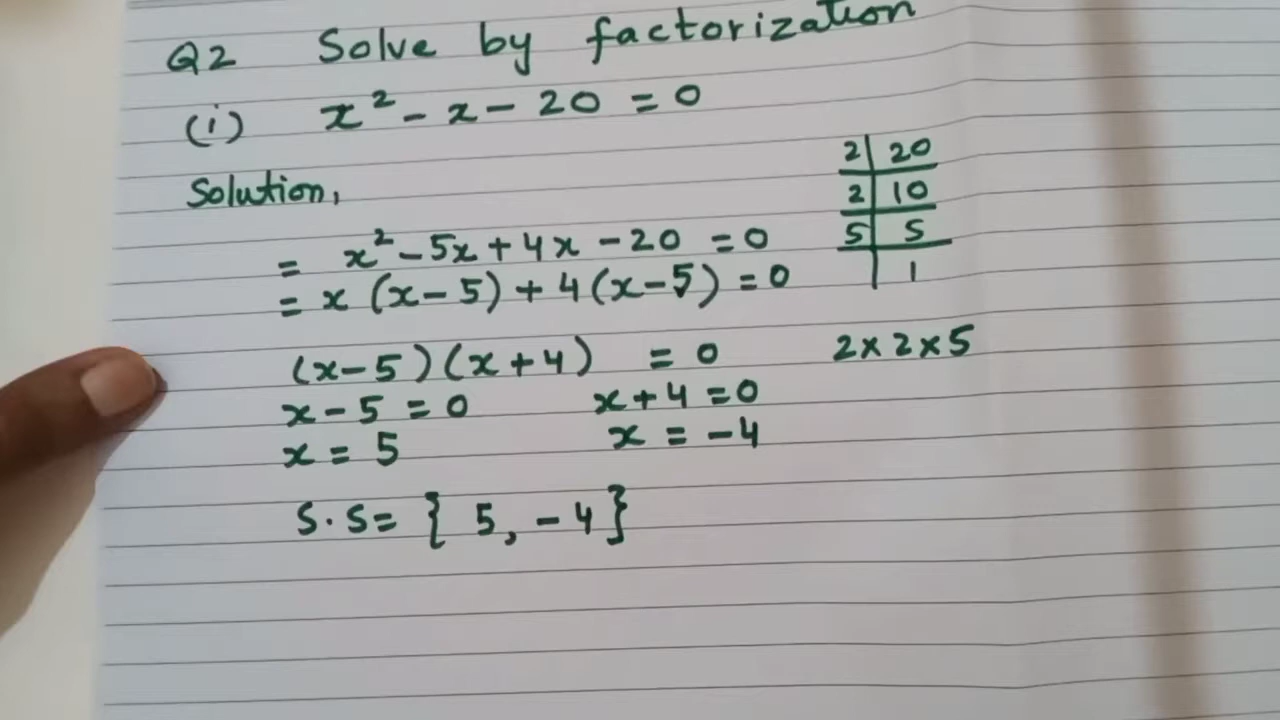 Q2 Solve by factorization
(i) x² - x - 20 = 0
Solution,
= x² - 5x + 4x - 20 = 0
= x (x - 5) + 4 (x - 5) = 0
(x - 5) (x + 4) = 0
x - 5 = 0 x + 4 = 0
x = 5 x = -4
S.S = { 5, -4 }
2 | 20
2 | 10
5 | 5
| 1
2 × 2 × 5